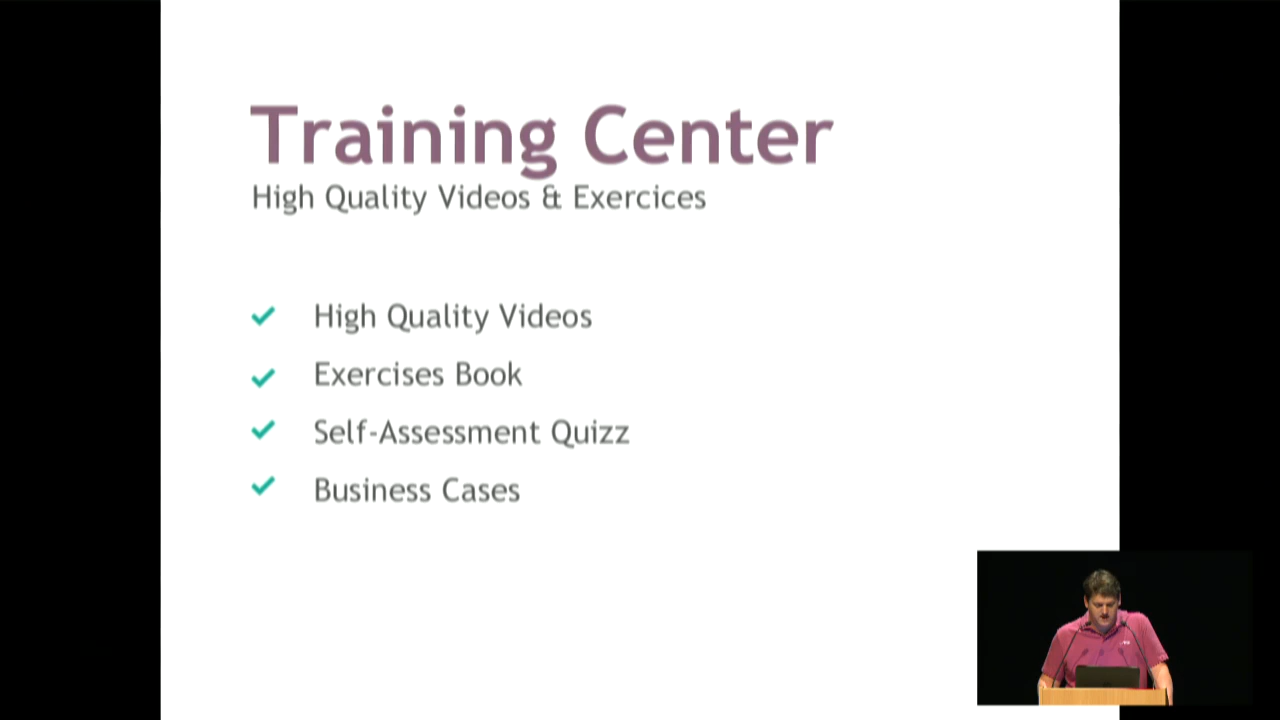 Training Center
High Quality Videos & Exercices
High Quality Videos
Exercises Book
Self-Assessment Quizz
Business Cases